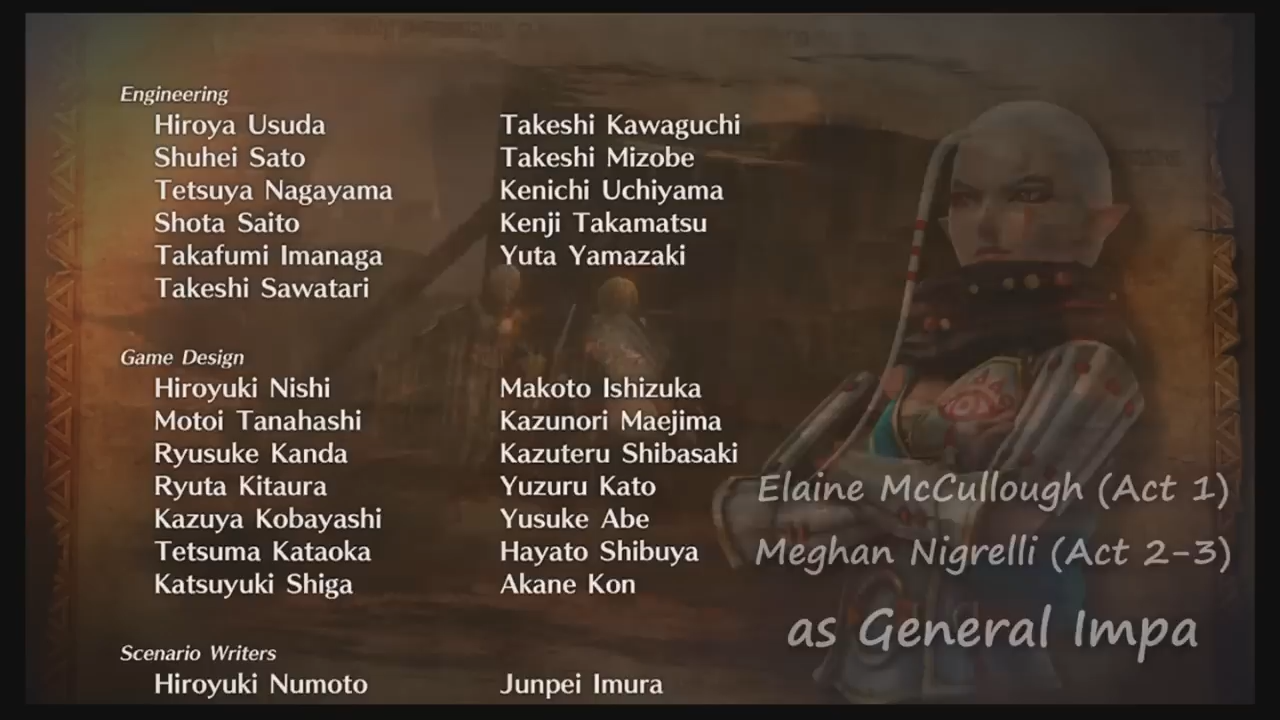 Engineering
Hiroya Usuda Takeshi Kawaguchi
Shuhei Sato Takeshi Mizobe
Tetsuya Nagayama Kenichi Uchiyama
Shota Saito Kenji Takamatsu
Takafumi Imanaga Yuta Yamazaki
Takeshi Sawatari
Game Design
Hiroyuki Nishi Makoto Ishizuka
Motoi Tanahashi Kazunori Maejima
Ryusuke Kanda Kazuteru Shibasaki
Ryuta Kitaura Yuzuru Kato
Kazuya Kobayashi Yusuke Abe
Tetsuma Kataoka Hayato Shibuya
Katsuyuki Shiga Akane Kon
Scenario Writers
Hiroyuki Numoto Junpei Imura
Elaine McCullough (Act 1)
Meghan Nigrelli (Act 2-3)
as General Impa